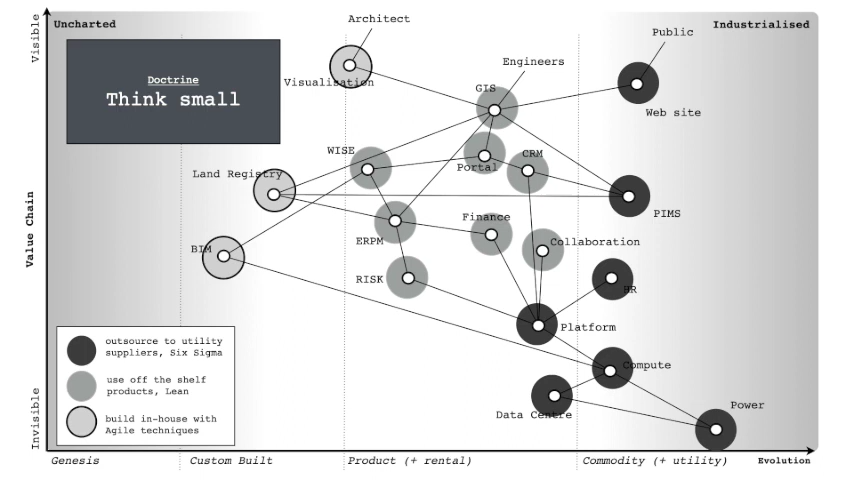 Architect
Visible
Uncharted
Industrialised
Public
Doctrine
Think small
Engineers
Visualisation
GIS
Web site
WISE
CRM
Portal
Land Registry
PIMS
Value Chain
Finance
ERPM
Collaboration
BIM
RISK
HR
Platform
outsource to utility
suppliers, Six Sigma
Compute
use off the shelf
products, Lean
Power
Data Centre
build in-house with
Agile techniques
Invisible
Genesis
Custom Built
Product (+ rental)
Commodity (+ utility)
Evolution